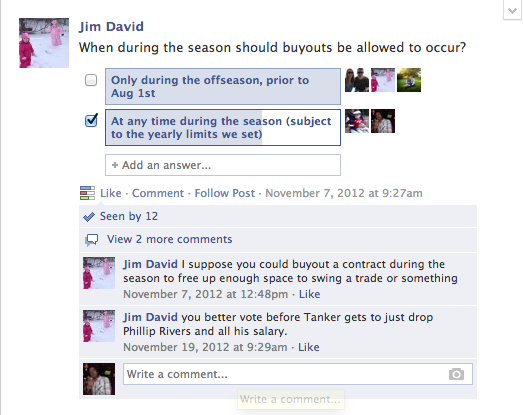 Jim David
When during the season should buyouts be allowed to occur?
Only during the offseason, prior to
Aug 1st
At any time during the season (subject
to the yearly limits we set)
+ Add an answer...
Like · Comment · Follow Post · November 7, 2012 at 9:27am
Seen by 12
View 2 more comments
Jim David I suppose you could buyout a contract during the
season to free up enough space to swing a trade or something
November 7, 2012 at 12:48pm · Like
Jim David you better vote before Tanker gets to just drop
Phillip Rivers and all his salary.
November 19, 2012 at 9:29am · Like
Write a comment...
Write a comment...